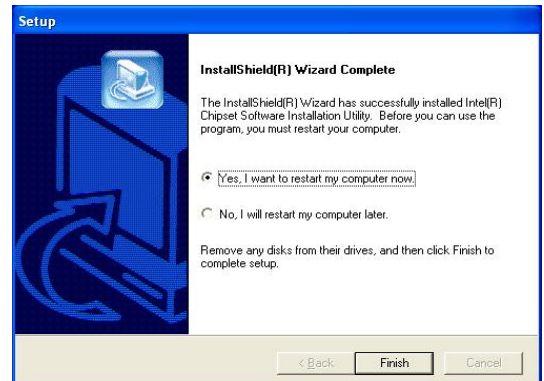 Setup
InstallShield(R) Wizard Complete
The InstallShield(R) Wizard has successfully installed Intel(R)
Chipset Software Installation Utility. Before you can use the
program, you must restart your computer.
Yes, I want to restart my computer now.
No, I will restart my computer later.
Remove any disks from their drives, and then click Finish to
complete setup.
< Back Finish Cancel